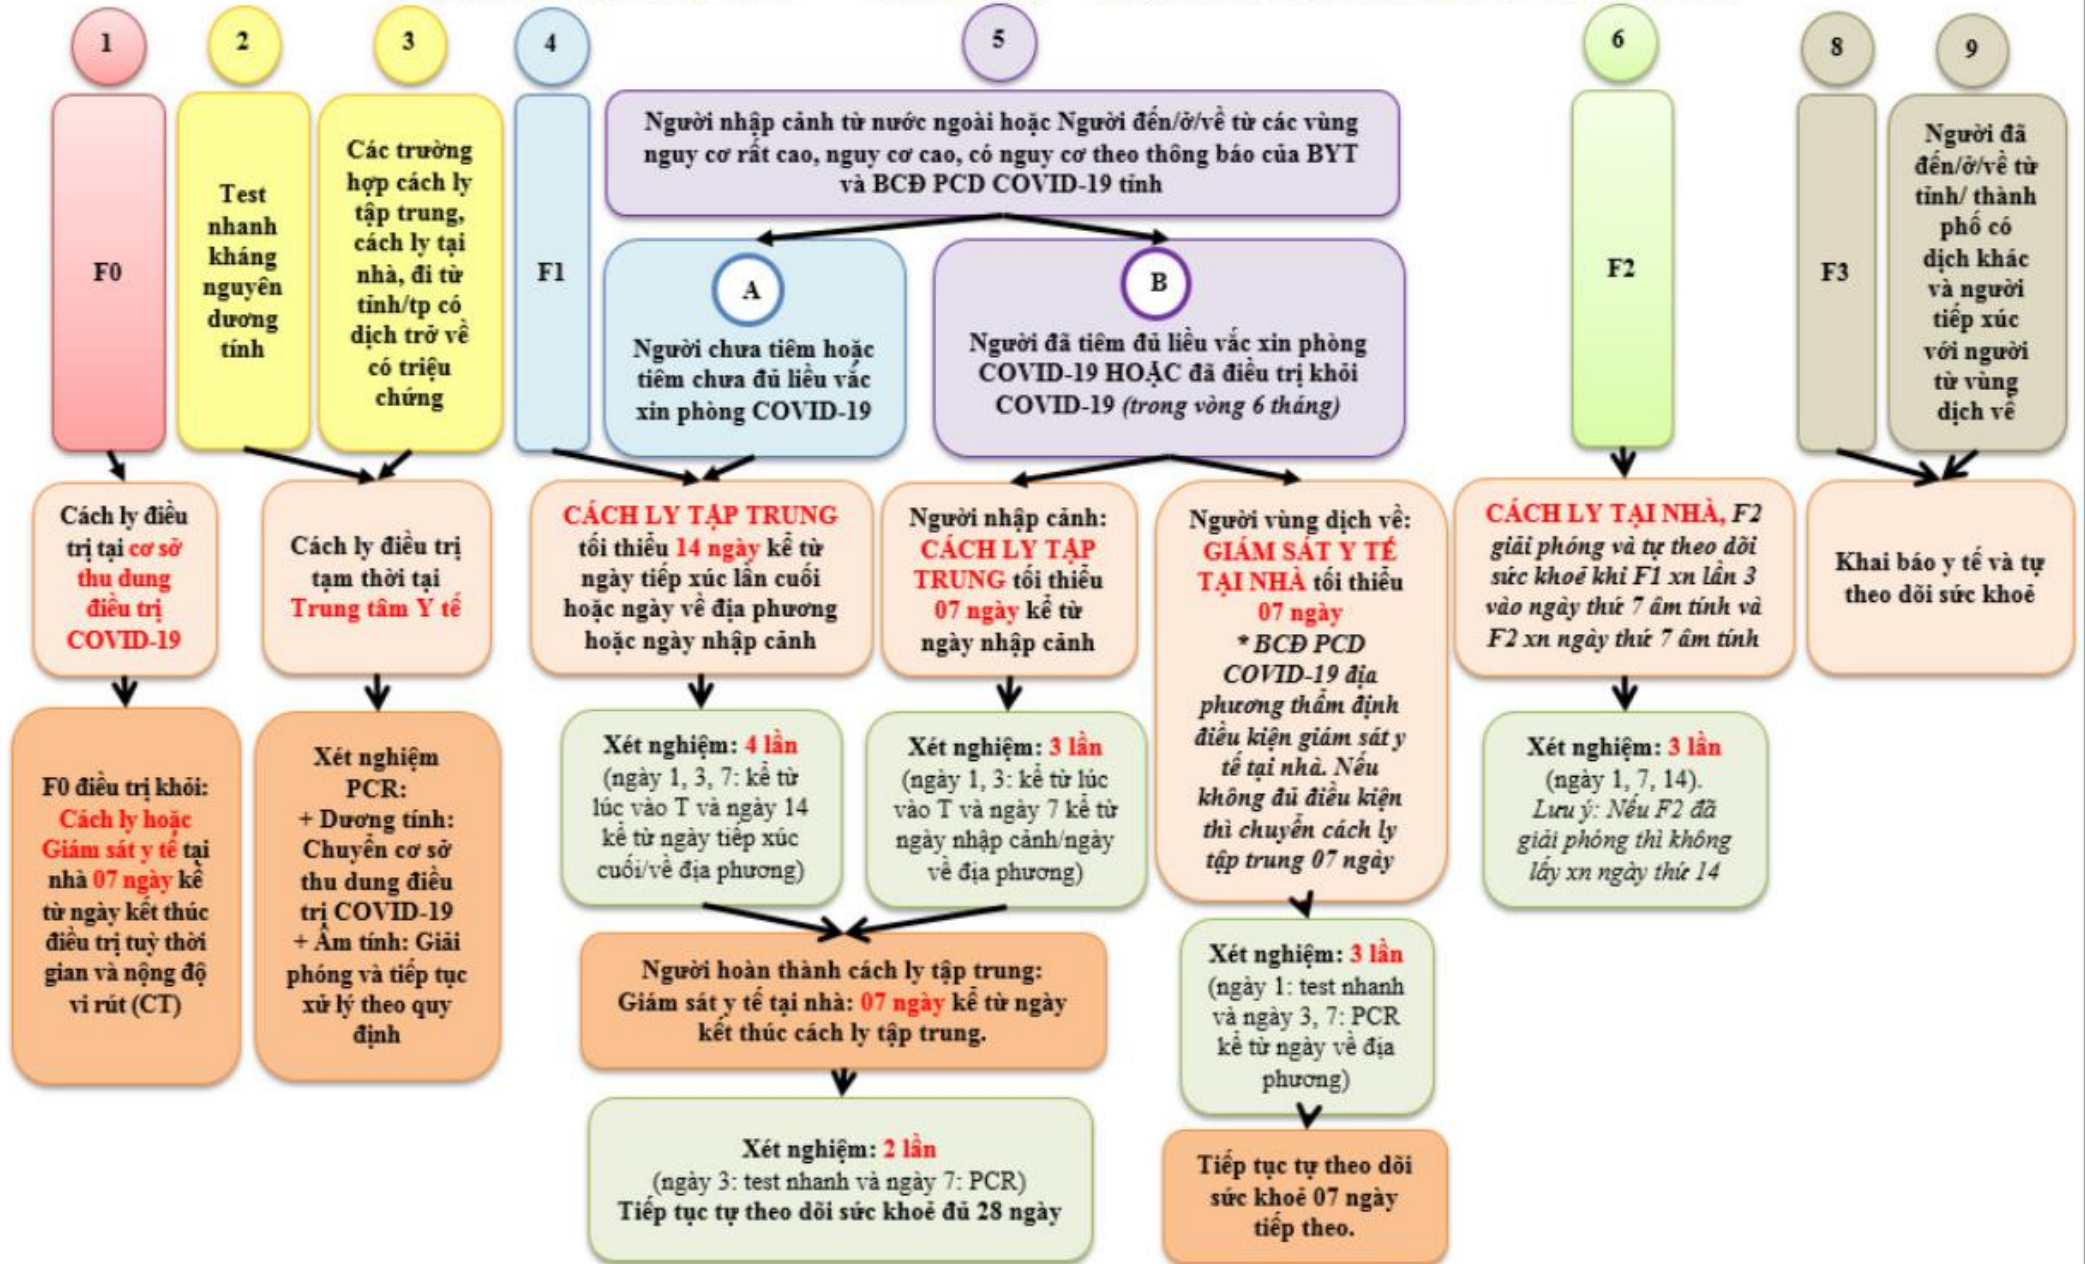 1
2
3
4
5
6
8
9
F0
Test
nhanh
kháng
nguyên
dương
tính
Các trường
hợp cách ly
tập trung,
cách ly tại
nhà, đi từ
tỉnh/tp có
dịch trở về
có triệu
chứng
F1
Người nhập cảnh từ nước ngoài hoặc Người đến/ở/về từ các vùng
nguy cơ rất cao, nguy cơ cao, có nguy cơ theo thông báo của BYT
và BCĐ PCD COVID-19 tỉnh
A
Người chưa tiêm hoặc
tiêm chưa đủ liều vắc
xin phòng COVID-19
B
Người đã tiêm đủ liều vắc xin phòng
COVID-19 HOẶC đã điều trị khỏi
COVID-19 (trong vòng 6 tháng)
F2
F3
Người đã
đến/ở/về từ
tỉnh/ thành
phố có
dịch khác
và người
tiếp xúc
với người
từ vùng
dịch về
Cách ly điều
trị tại cơ sở
thu dung
điều trị
COVID-19
Cách ly điều trị
tạm thời tại
Trung tâm Y tế
CÁCH LY TẬP TRUNG
tối thiểu 14 ngày kể từ
ngày tiếp xúc lần cuối
hoặc ngày về địa phương
hoặc ngày nhập cảnh
Người nhập cảnh:
CÁCH LY TẬP
TRUNG tối thiểu
07 ngày kể từ
ngày nhập cảnh
Người vùng dịch về:
GIÁM SÁT Y TẾ
TẠI NHÀ tối thiểu
07 ngày
* BCĐ PCD
COVID-19 địa
phương thẩm định
điều kiện giám sát y
tế tại nhà. Nếu
không đủ điều kiện
thì chuyển cách ly
tập trung 07 ngày
CÁCH LY TẠI NHÀ, F2
giải phóng và tự theo dõi
sức khoẻ khi F1 xn lần 3
vào ngày thứ 7 âm tính và
F2 xn ngày thứ 7 âm tính
Khai báo y tế và tự
theo dõi sức khoẻ
F0 điều trị khỏi:
Cách ly hoặc
Giám sát y tế tại
nhà 07 ngày kể
từ ngày kết thúc
điều trị tuỳ thời
gian và nộng độ
vi rút (CT)
Xét nghiệm
PCR:
+ Dương tính:
Chuyển cơ sở
thu dung điều
trị COVID-19
+ Âm tính: Giải
phóng và tiếp tục
xử lý theo quy
định
Xét nghiệm: 4 lần
(ngày 1, 3, 7: kể từ
lúc vào T và ngày 14
kể từ ngày tiếp xúc
cuối/về địa phương)
Xét nghiệm: 3 lần
(ngày 1, 3: kể từ lúc
vào T và ngày 7 kể từ
ngày nhập cảnh/ngày
về địa phương)
Xét nghiệm: 3 lần
(ngày 1, 7, 14).
Lưu ý: Nếu F2 đã
giải phóng thì không
lấy xn ngày thứ 14
Người hoàn thành cách ly tập trung:
Giám sát y tế tại nhà: 07 ngày kể từ ngày
kết thúc cách ly tập trung.
Xét nghiệm: 3 lần
(ngày 1: test nhanh
và ngày 3, 7: PCR
kể từ ngày về địa
phương)
Xét nghiệm: 2 lần
(ngày 3: test nhanh và ngày 7: PCR)
Tiếp tục tự theo dõi sức khoẻ đủ 28 ngày
Tiếp tục tự theo dõi
sức khoẻ 07 ngày
tiếp theo.